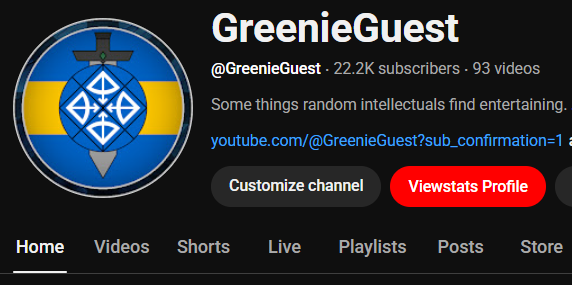 GreenieGuest
@GreenieGuest · 22.2K subscribers · 93 videos
Some things random intellectuals find entertaining.
youtube.com/@GreenieGuest?sub_confirmation=1 a
Customize channel Viewstats Profile
Home Videos Shorts Live Playlists Posts Store